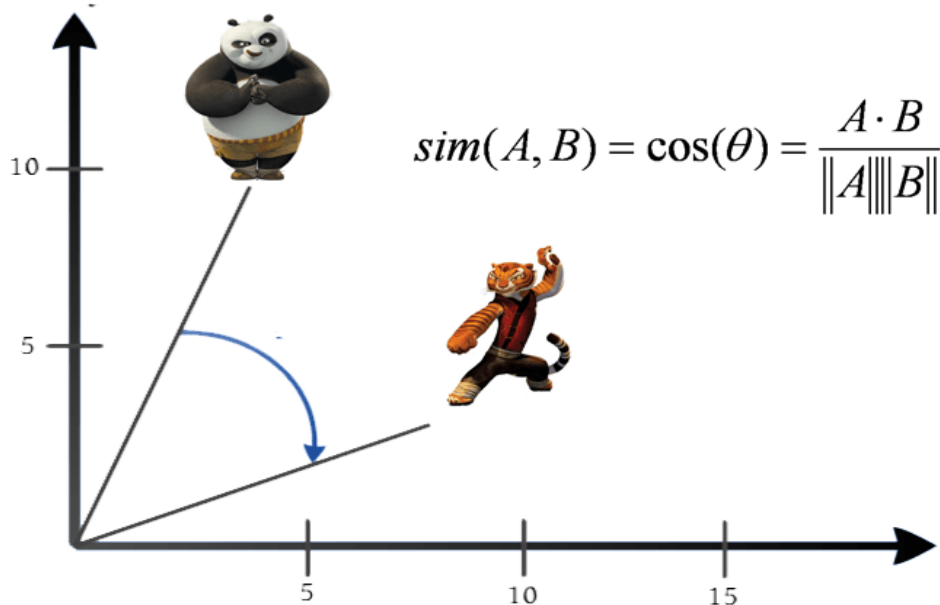 10
sim(A, B) = cos(θ) = A · B / ‖A‖‖B‖
5
5 10 15